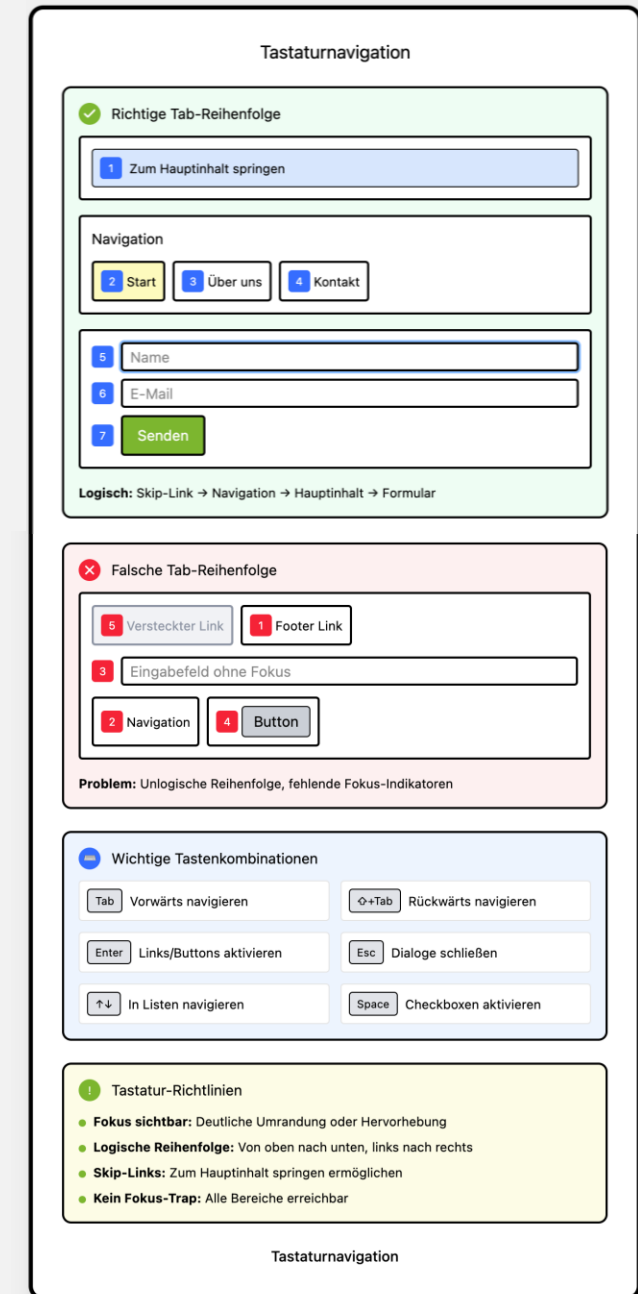 Tastaturnavigation
Richtige Tab-Reihenfolge
1 Zum Hauptinhalt springen
Navigation
2 Start 3 Über uns 4 Kontakt
5 Name
6 E-Mail
7 Senden
Logisch: Skip-Link → Navigation → Hauptinhalt → Formular
Falsche Tab-Reihenfolge
5 Versteckter Link 1 Footer Link
3 Eingabefeld ohne Fokus
2 Navigation 4 Button
Problem: Unlogische Reihenfolge, fehlende Fokus-Indikatoren
Wichtige Tastenkombinationen
Tab Vorwärts navigieren ⇧+Tab Rückwärts navigieren
Enter Links/Buttons aktivieren Esc Dialoge schließen
↑↓ In Listen navigieren Space Checkboxen aktivieren
! Tastatur-Richtlinien
Fokus sichtbar: Deutliche Umrandung oder Hervorhebung
Logische Reihenfolge: Von oben nach unten, links nach rechts
Skip-Links: Zum Hauptinhalt springen ermöglichen
Kein Fokus-Trap: Alle Bereiche erreichbar
Tastaturnavigation